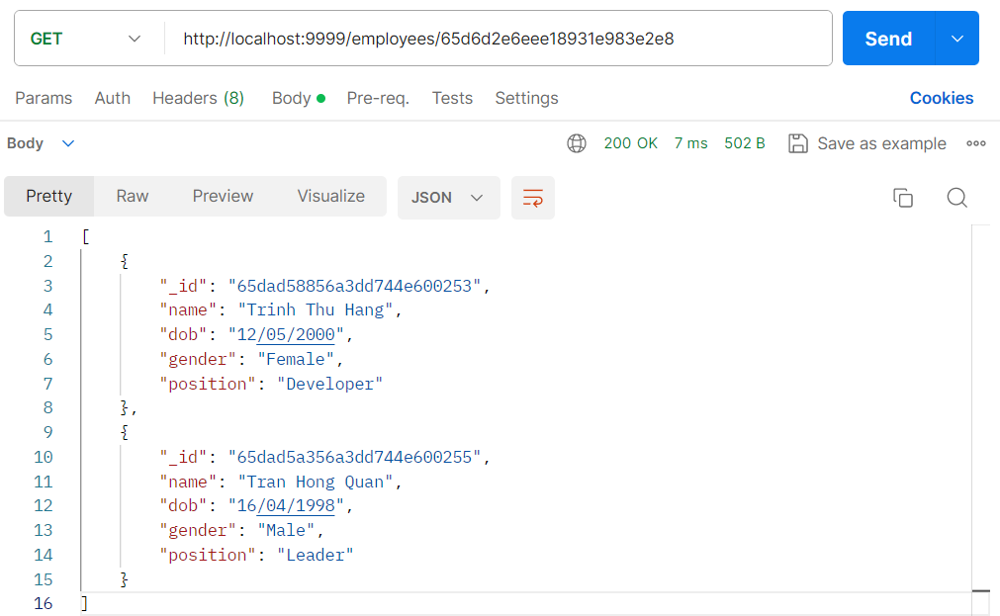 GET http://localhost:9999/employees/65d6d2e6eee18931e983e2e8 Send
Params Auth Headers (8) Body Pre-req. Tests Settings Cookies
Body 200 OK 7 ms 502 B Save as example
Pretty Raw Preview Visualize JSON
1 [
2 {
3 "_id": "65dad58856a3dd744e600253",
4 "name": "Trinh Thu Hang",
5 "dob": "12/05/2000",
6 "gender": "Female",
7 "position": "Developer"
8 },
9 {
10 "_id": "65dad5a356a3dd744e600255",
11 "name": "Tran Hong Quan",
12 "dob": "16/04/1998",
13 "gender": "Male",
14 "position": "Leader"
15 }
16 ]